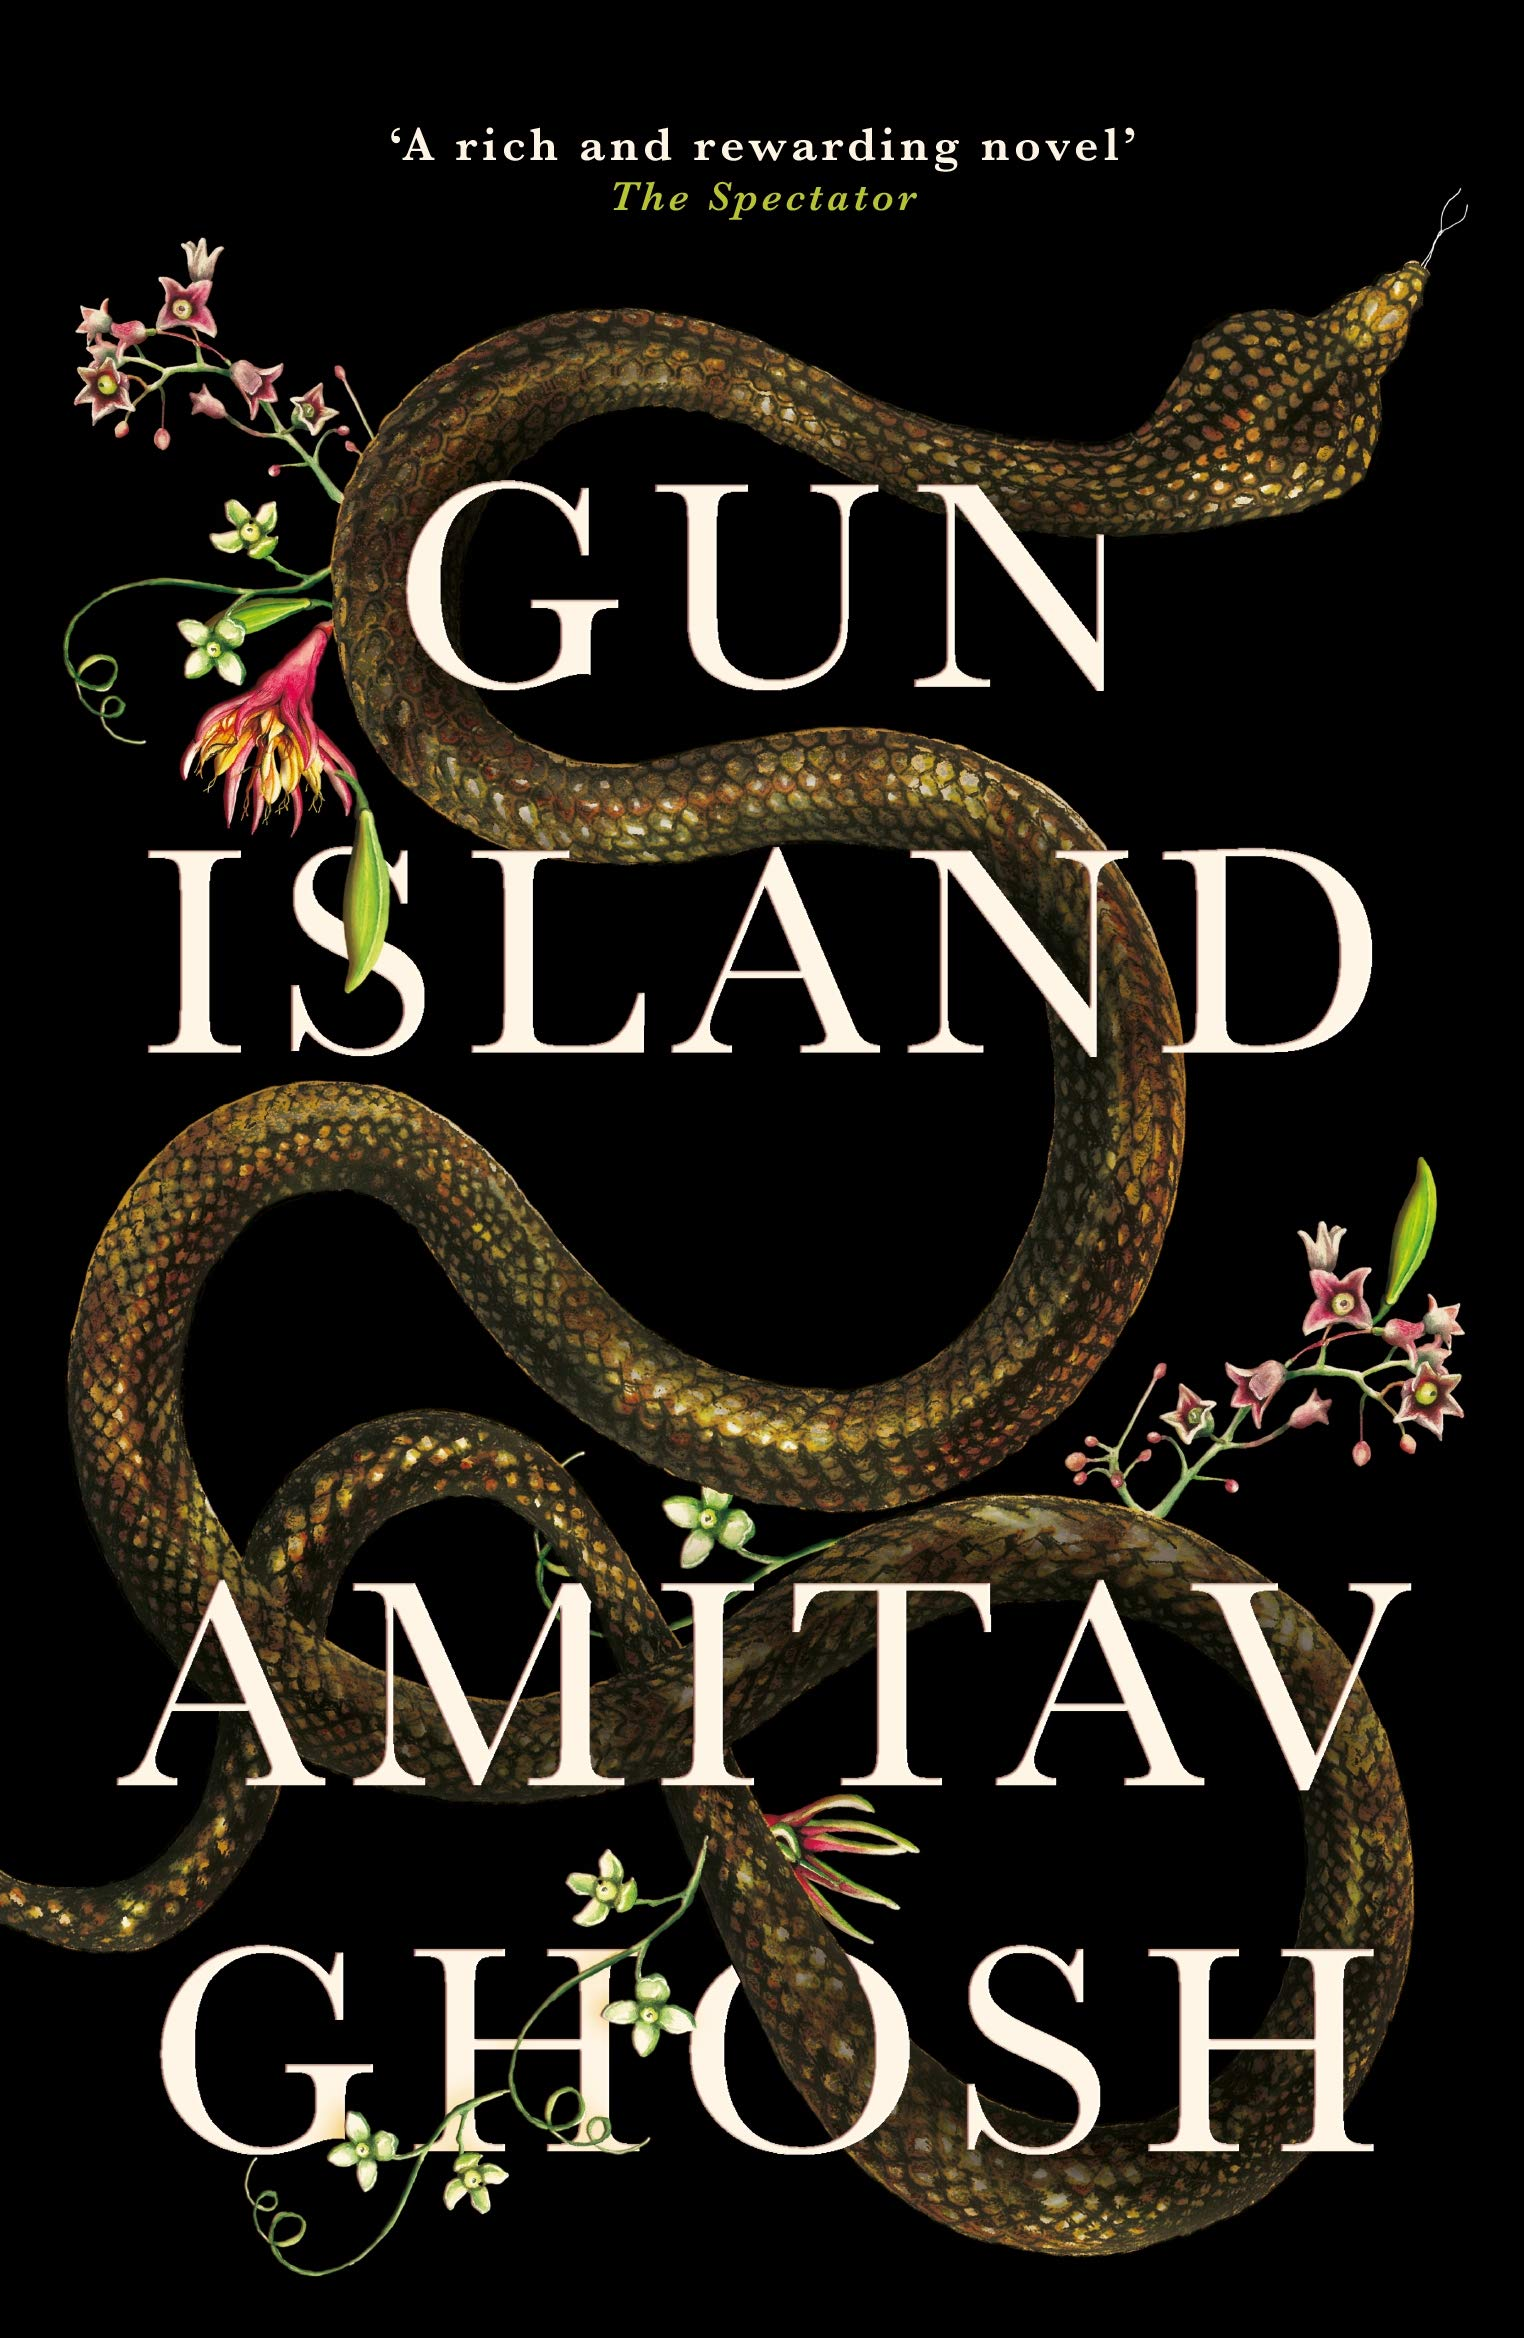 ‘A rich and rewarding novel’
The Spectator
GUN
ISLAND
AMITAV
GHOSH